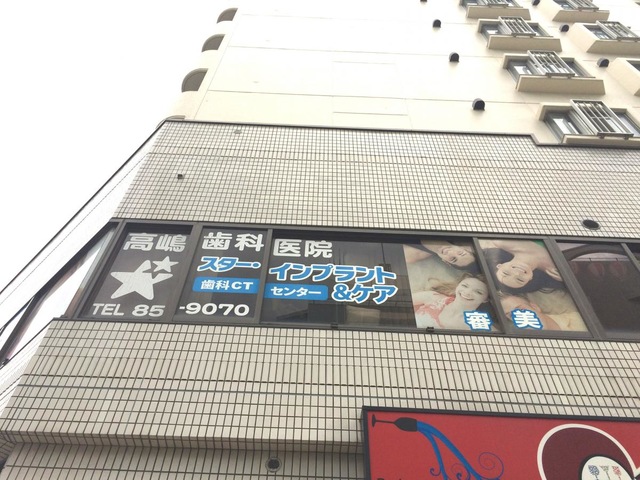 高嶋歯科医院
スター・インプラント&ケア
歯科CTセンター
TEL 85-9070
審美